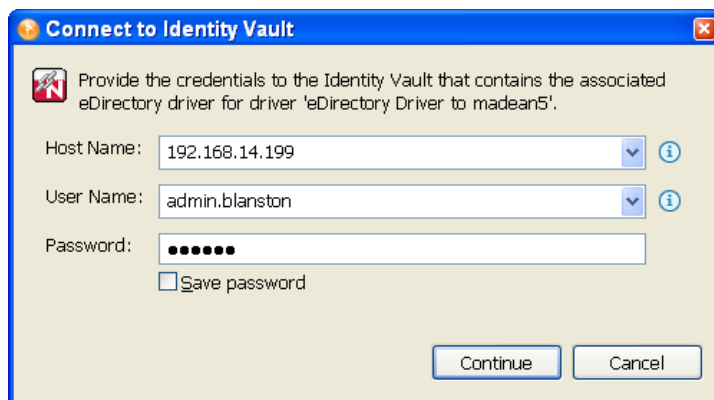 Connect to Identity Vault
Provide the credentials to the Identity Vault that contains the associated
eDirectory driver for driver 'eDirectory Driver to madean5'.
Host Name: 192.168.14.199
User Name: admin.blanston
Password: ●●●●●●
Save password
Continue Cancel